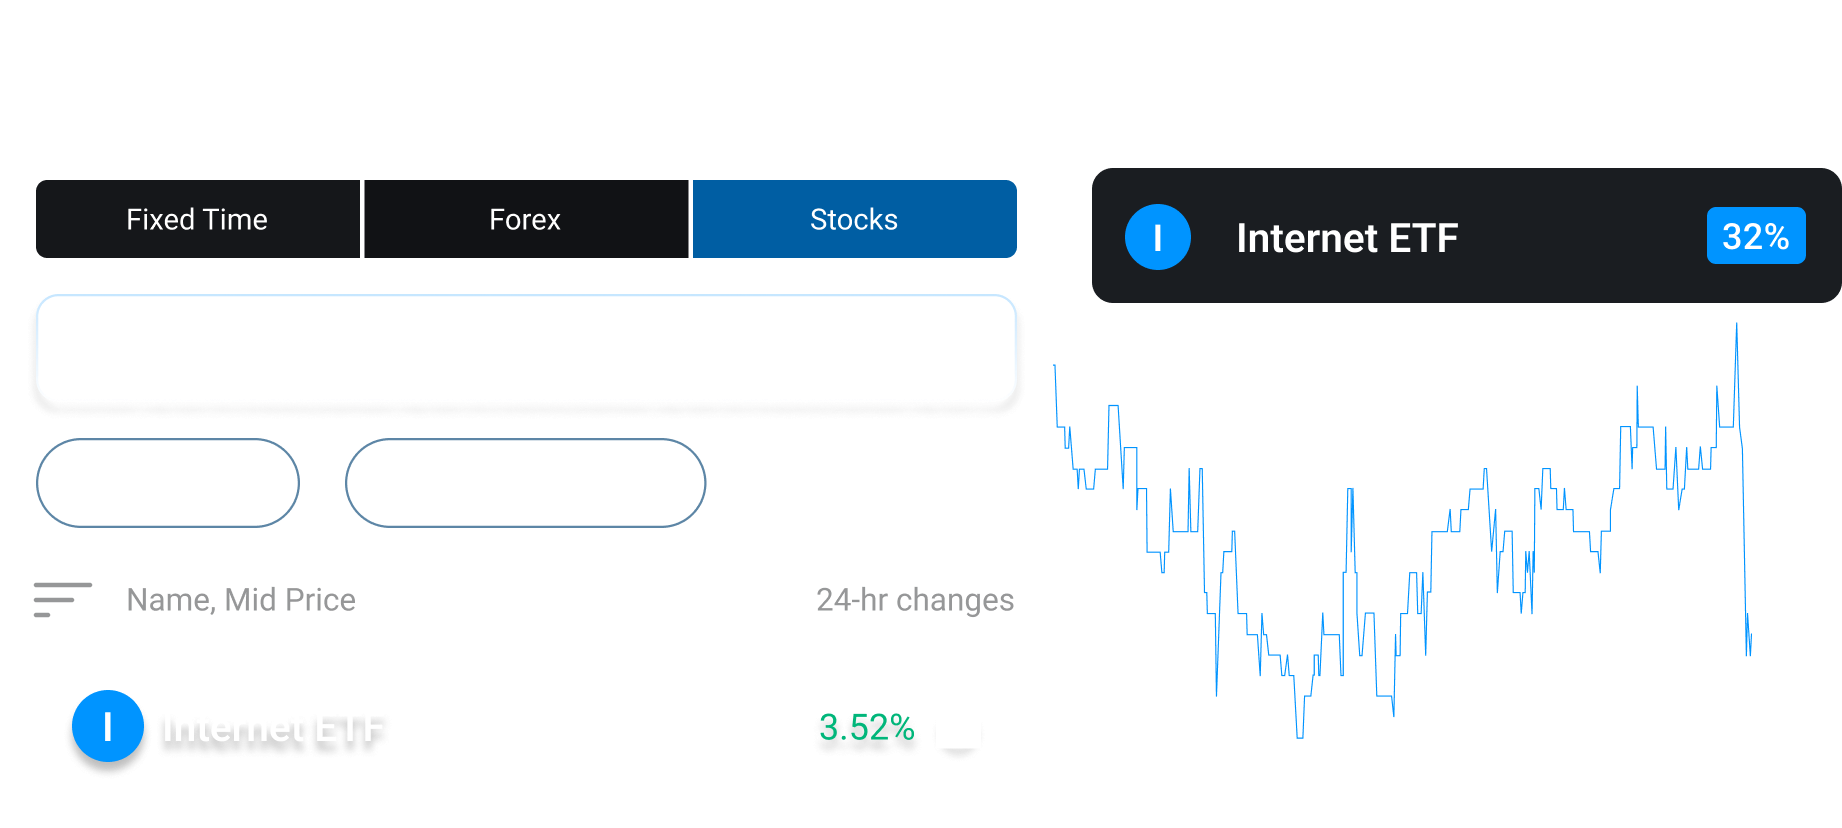 Fixed Time
Forex
Stocks
I
Internet ETF
32%
Name, Mid Price
24-hr changes
I
Internet ETF
3.52%